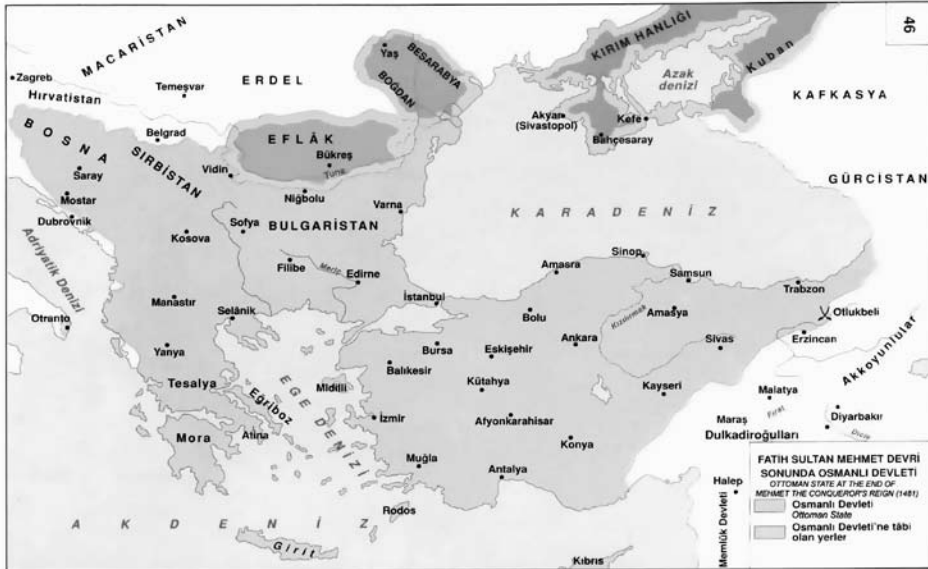 46
MACARİSTAN
Zagreb
Hırvatistan
Temeşvar
ERDEL
Yaş
BESARABYA
BOĞDAN
KIRIM HANLIĞI
Kuban
Azak
denizi
KAFKASYA
Akyar
(Sivastopol)
Kefe
Bahçesaray
BOSNA
Saray
Mostar
Dubrovnik
Belgrad
SIRBİSTAN
Vidin
EFLÂK
Bükreş
Tuna
Niğbolu
Varna
GÜRCİSTAN
KARADENİZ
Kosova
Sofya
BULGARİSTAN
Filibe
Meriç
Edirne
Adriyatik Denizi
Otranto
Manastır
Selânik
İstanbul
Amasra
Sinop
Samsun
Trabzon
Bolu
Kızılırmak
Amasya
Otlukbeli
Erzincan
Akkoyunlular
Yanya
Tesalya
Eğriboz
Mora
Atina
EGE DENİZİ
Midilli
Bursa
Balıkesir
Eskişehir
Ankara
Sivas
Kütahya
Kayseri
İzmir
Afyonkarahisar
Konya
Malatya
Fırat
Maraş
Dulkadiroğulları
Diyarbakır
Dicle
Muğla
Antalya
Rodos
AKDENİZ
Girit
Kıbrıs
Halep
Memlûk Devleti
FATİH SULTAN MEHMET DEVRİ
SONUNDA OSMANLI DEVLETİ
OTTOMAN STATE AT THE END OF
MEHMET THE CONQUEROR'S REIGN (1481)
Osmanlı Devleti
Ottoman State
Osmanlı Devleti'ne tâbi
olan yerler